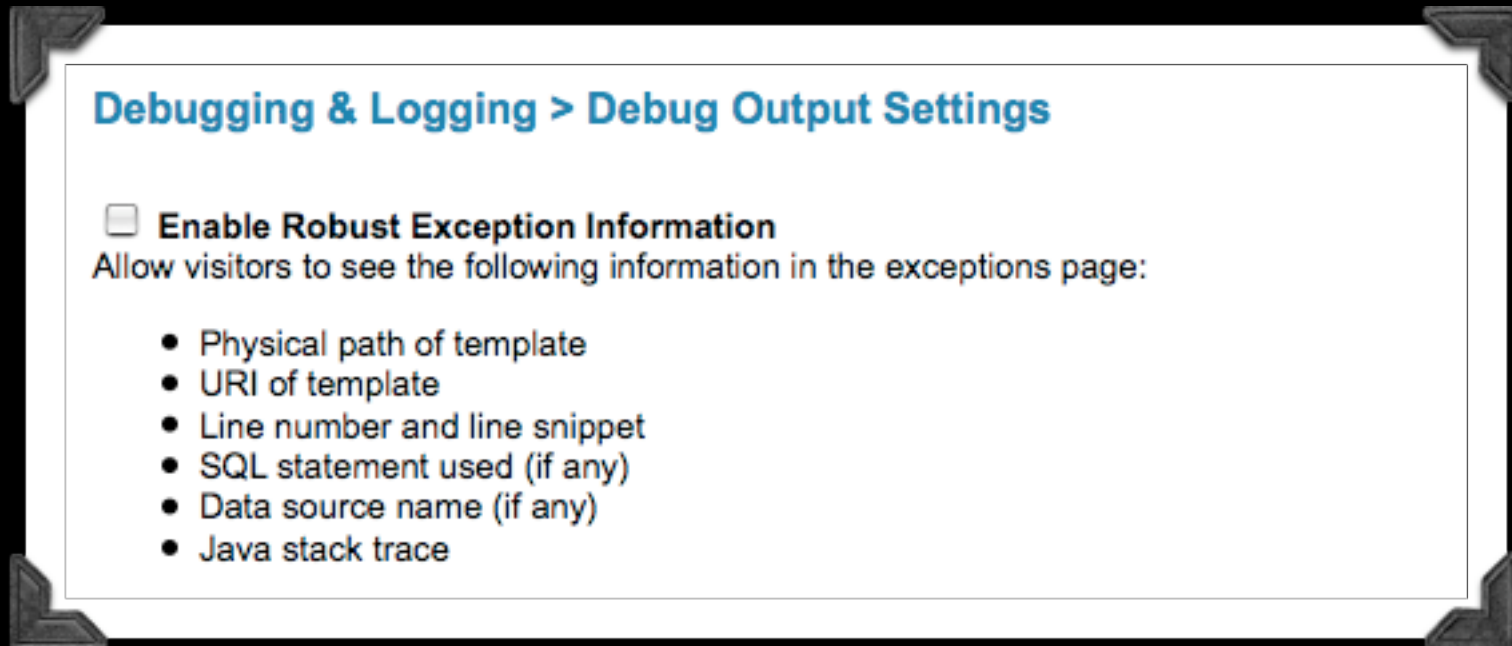 Debugging & Logging > Debug Output Settings
Enable Robust Exception Information
Allow visitors to see the following information in the exceptions page:
• Physical path of template
• URI of template
• Line number and line snippet
• SQL statement used (if any)
• Data source name (if any)
• Java stack trace